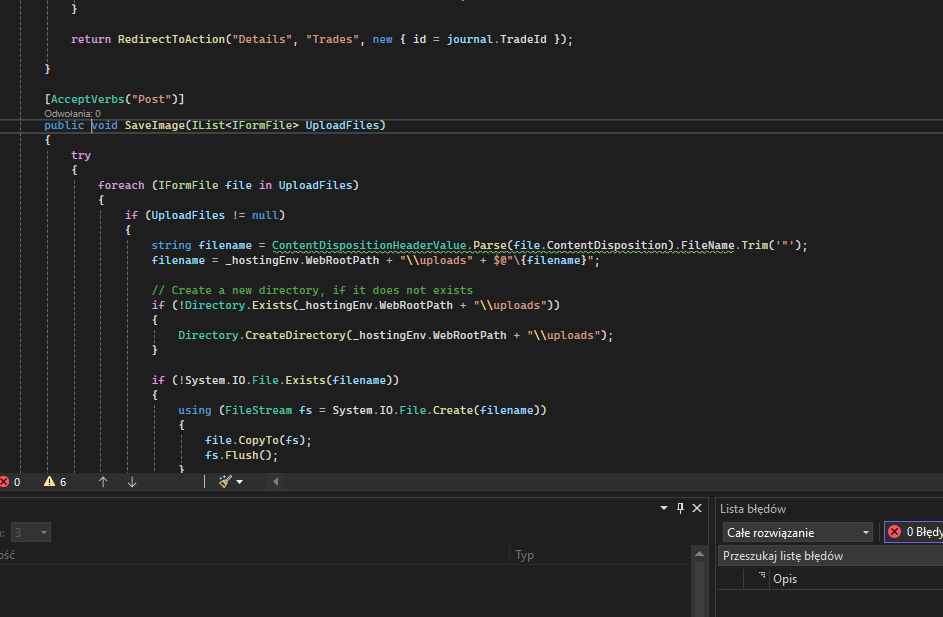 }
return RedirectToAction("Details", "Trades", new { id = journal.TradeId });
}
[AcceptVerbs("Post")]
Odwołania: 0
public void SaveImage(IList<IFormFile> UploadFiles)
{
try
{
foreach (IFormFile file in UploadFiles)
{
if (UploadFiles != null)
{
string filename = ContentDispositionHeaderValue.Parse(file.ContentDisposition).FileName.Trim('"');
filename = _hostingEnv.WebRootPath + "\\uploads" + $@"\{filename}";
// Create a new directory, if it does not exists
if (!Directory.Exists(_hostingEnv.WebRootPath + "\\uploads"))
{
Directory.CreateDirectory(_hostingEnv.WebRootPath + "\\uploads");
}
if (!System.IO.File.Exists(filename))
{
using (FileStream fs = System.IO.File.Create(filename))
{
file.CopyTo(fs);
fs.Flush();
}
0 6
Lista błędów
3
Całe rozwiązanie 0 Błędy
ość Typ
Przeszukaj listę błędów
Opis